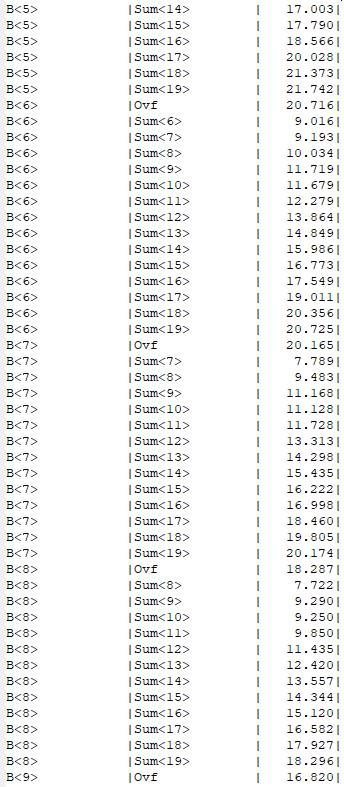 B<5> |Sum<14> | 17.003|
B<5> |Sum<15> | 17.790|
B<5> |Sum<16> | 18.566|
B<5> |Sum<17> | 20.028|
B<5> |Sum<18> | 21.373|
B<5> |Sum<19> | 21.742|
B<6> |Ovf | 20.716|
B<6> |Sum<6> | 9.016|
B<6> |Sum<7> | 9.193|
B<6> |Sum<8> | 10.034|
B<6> |Sum<9> | 11.719|
B<6> |Sum<10> | 11.679|
B<6> |Sum<11> | 12.279|
B<6> |Sum<12> | 13.864|
B<6> |Sum<13> | 14.849|
B<6> |Sum<14> | 15.986|
B<6> |Sum<15> | 16.773|
B<6> |Sum<16> | 17.549|
B<6> |Sum<17> | 19.011|
B<6> |Sum<18> | 20.356|
B<6> |Sum<19> | 20.725|
B<7> |Ovf | 20.165|
B<7> |Sum<7> | 7.789|
B<7> |Sum<8> | 9.483|
B<7> |Sum<9> | 11.168|
B<7> |Sum<10> | 11.128|
B<7> |Sum<11> | 11.728|
B<7> |Sum<12> | 13.313|
B<7> |Sum<13> | 14.298|
B<7> |Sum<14> | 15.435|
B<7> |Sum<15> | 16.222|
B<7> |Sum<16> | 16.998|
B<7> |Sum<17> | 18.460|
B<7> |Sum<18> | 19.805|
B<7> |Sum<19> | 20.174|
B<8> |Ovf | 18.287|
B<8> |Sum<8> | 7.722|
B<8> |Sum<9> | 9.290|
B<8> |Sum<10> | 9.250|
B<8> |Sum<11> | 9.850|
B<8> |Sum<12> | 11.435|
B<8> |Sum<13> | 12.420|
B<8> |Sum<14> | 13.557|
B<8> |Sum<15> | 14.344|
B<8> |Sum<16> | 15.120|
B<8> |Sum<17> | 16.582|
B<8> |Sum<18> | 17.927|
B<8> |Sum<19> | 18.296|
B<9> |Ovf | 16.820|